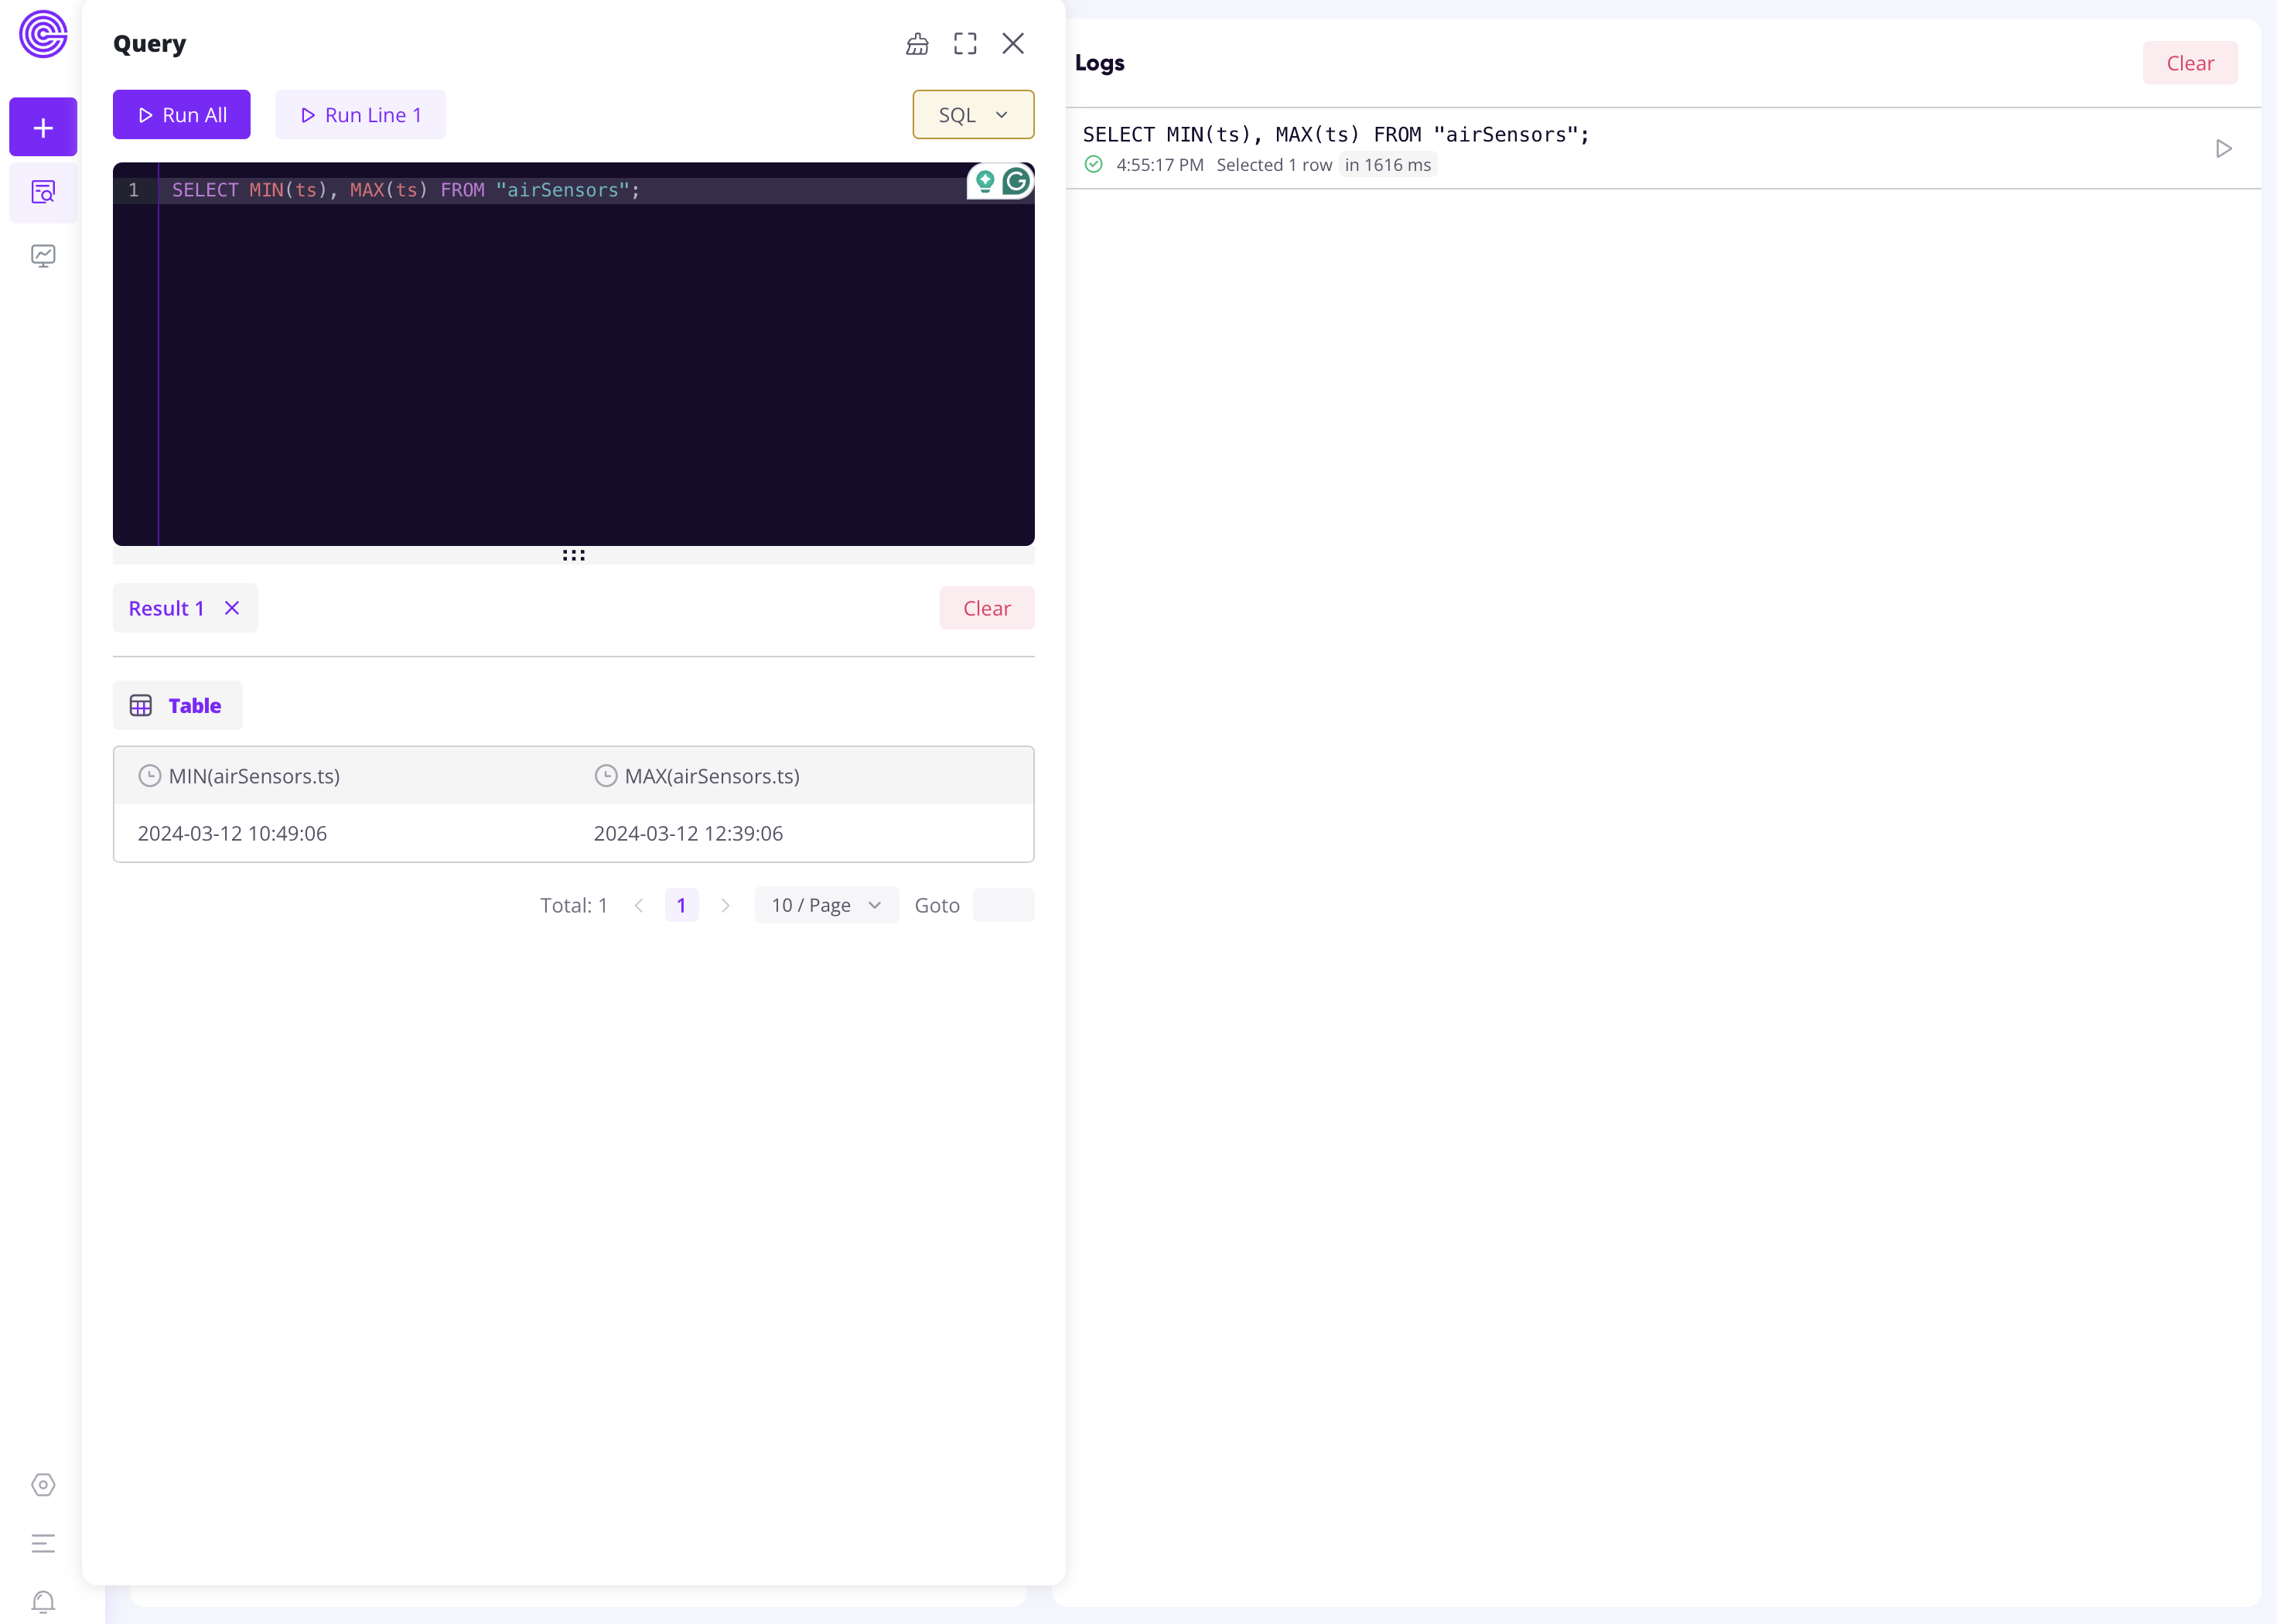 Query
Run All
Run Line 1
SQL
1 SELECT MIN(ts), MAX(ts) FROM "airSensors";
Result 1
Clear
Table
MIN(airSensors.ts) MAX(airSensors.ts)
2024-03-12 10:49:06 2024-03-12 12:39:06
Total: 1 1 10 / Page Goto
Logs
Clear
SELECT MIN(ts), MAX(ts) FROM "airSensors";
4:55:17 PM Selected 1 row in 1616 ms